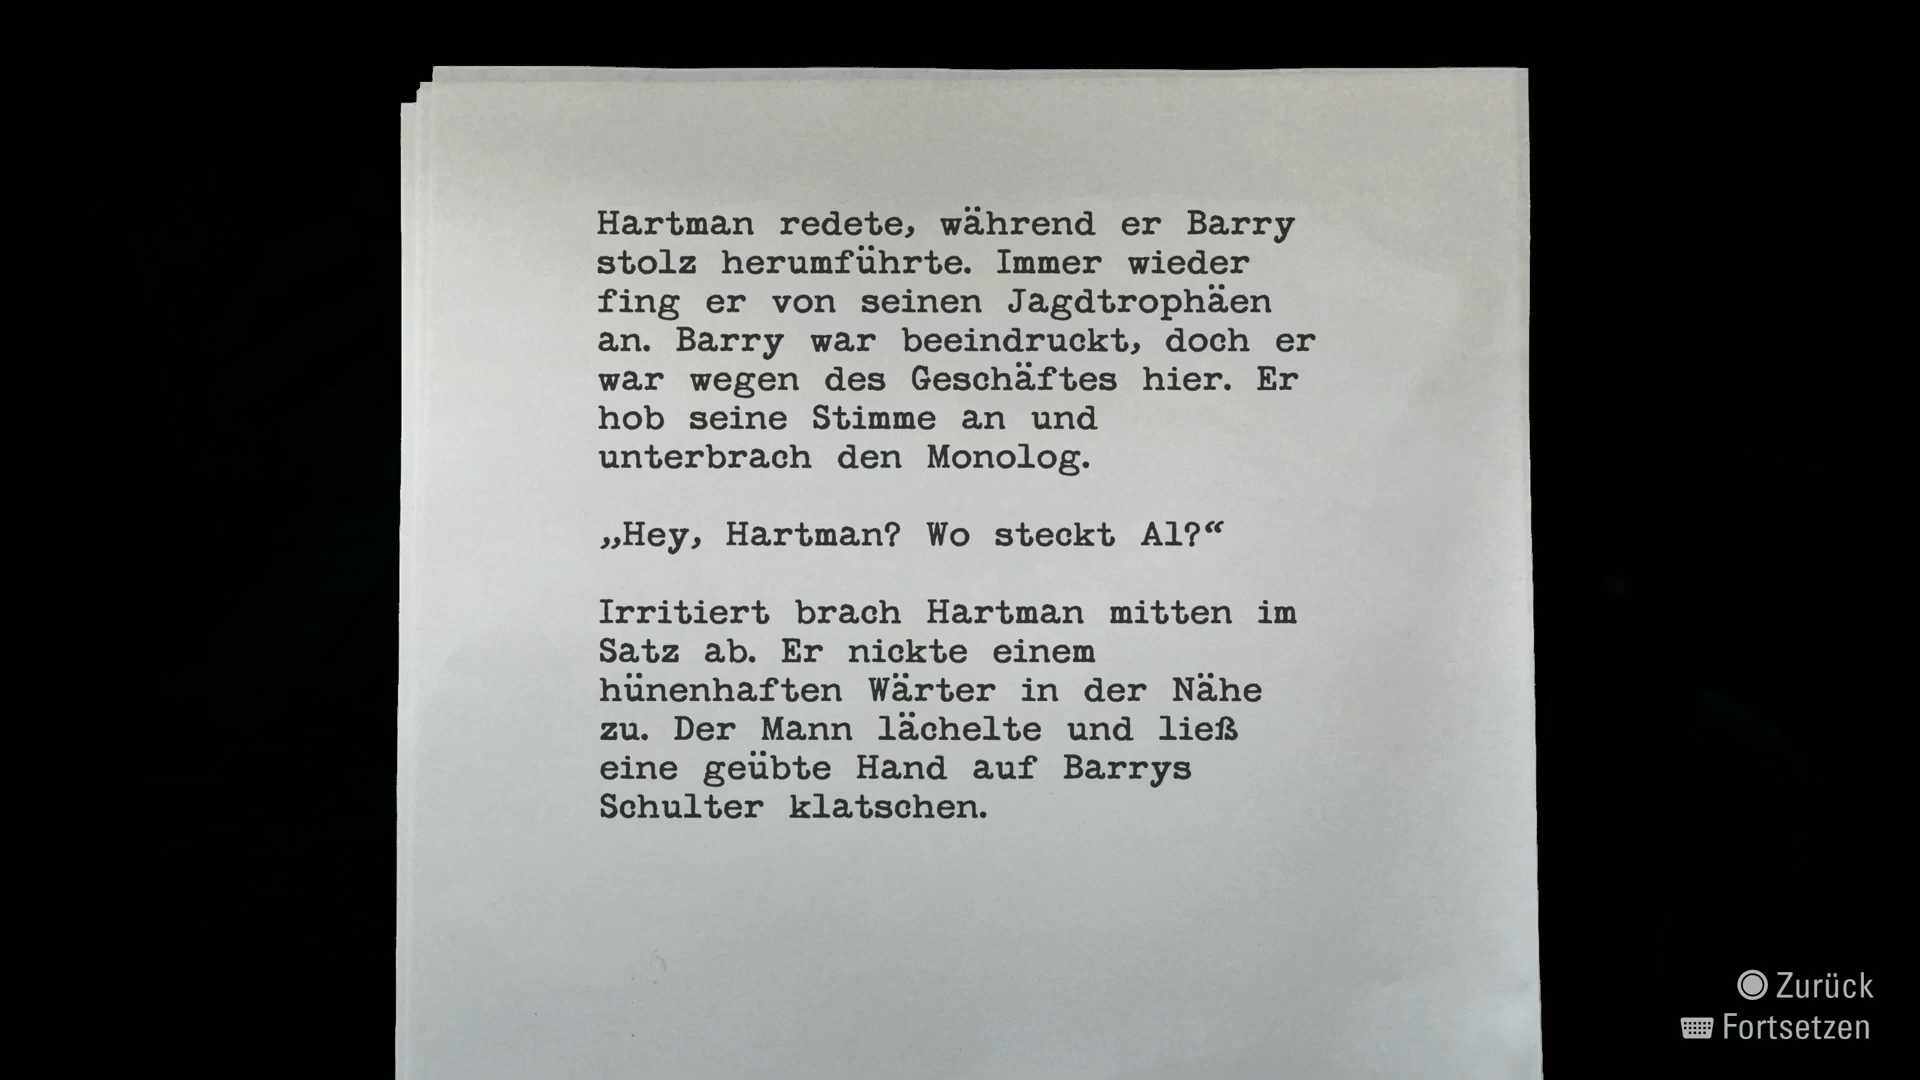 Hartman redete, während er Barry
stolz herumführte. Immer wieder
fing er von seinen Jagdtrophäen
an. Barry war beeindruckt, doch er
war wegen des Geschäftes hier. Er
hob seine Stimme an und
unterbrach den Monolog.
„Hey, Hartman? Wo steckt Al?“
Irritiert brach Hartman mitten im
Satz ab. Er nickte einem
hünenhaften Wärter in der Nähe
zu. Der Mann lächelte und ließ
eine geübte Hand auf Barrys
Schulter klatschen.
Zurück
Fortsetzen